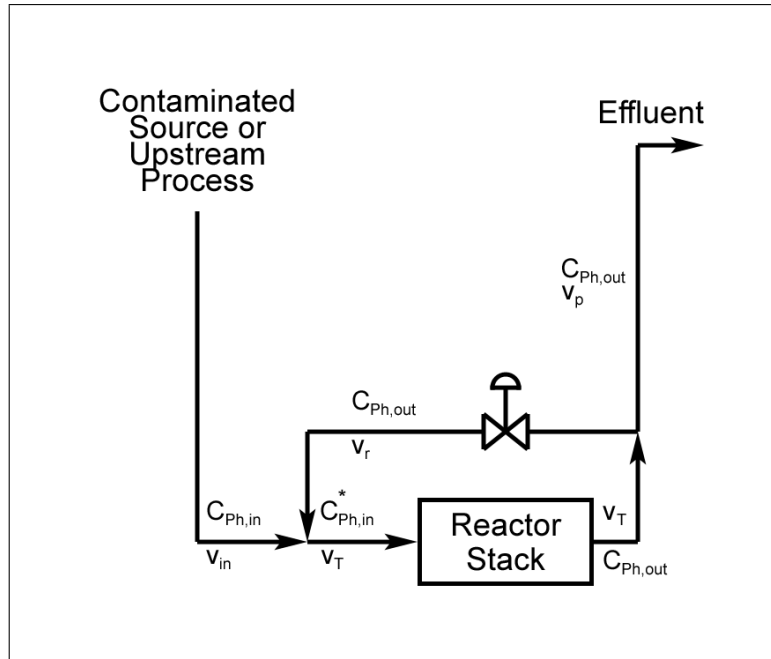 Contaminated
Source or
Upstream
Process
Effluent
C_Ph,out
v_p
C_Ph,out
v_r
C_Ph,in
v_in
C*_Ph,in
v_T
Reactor
Stack
v_T
C_Ph,out